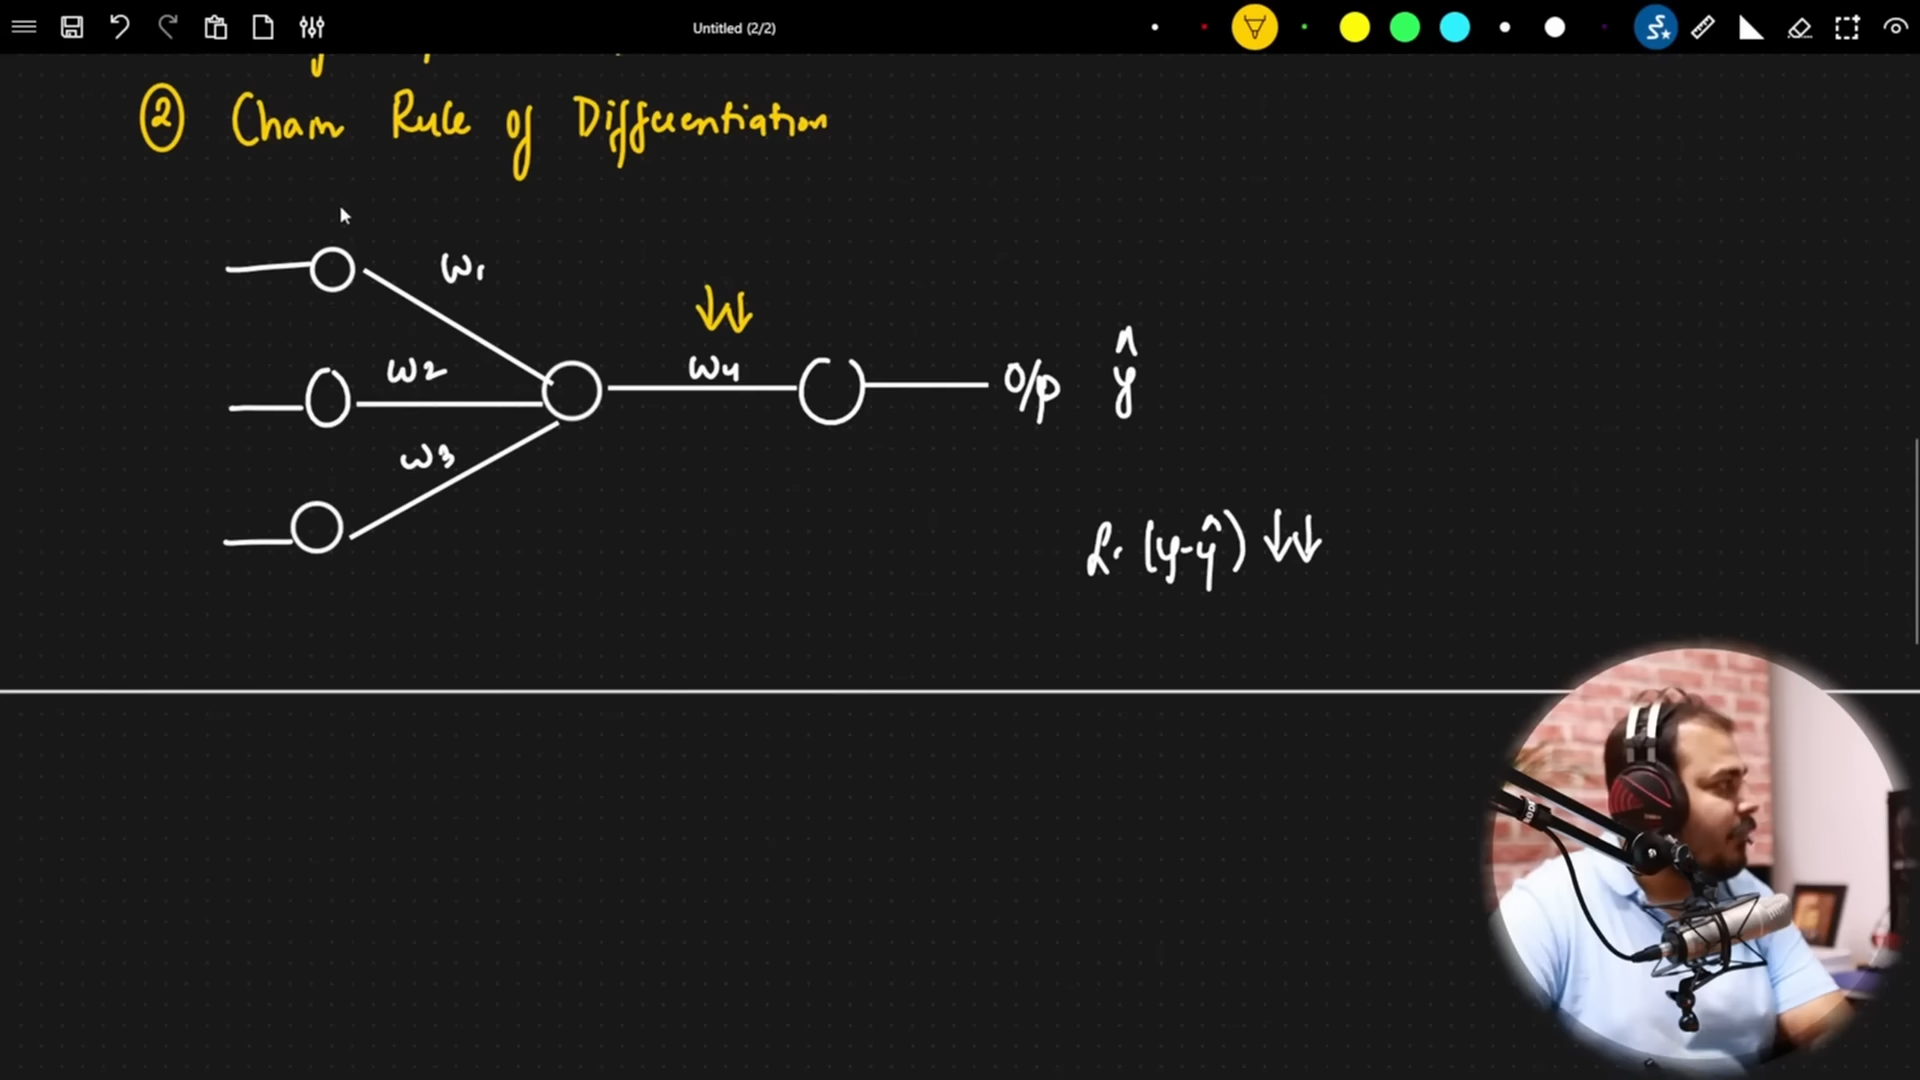 Untitled (2/2)
② Chain Rule of Differentiation
W1
W2
W4
O/p ŷ
W3
(y-ŷ) ↓↓